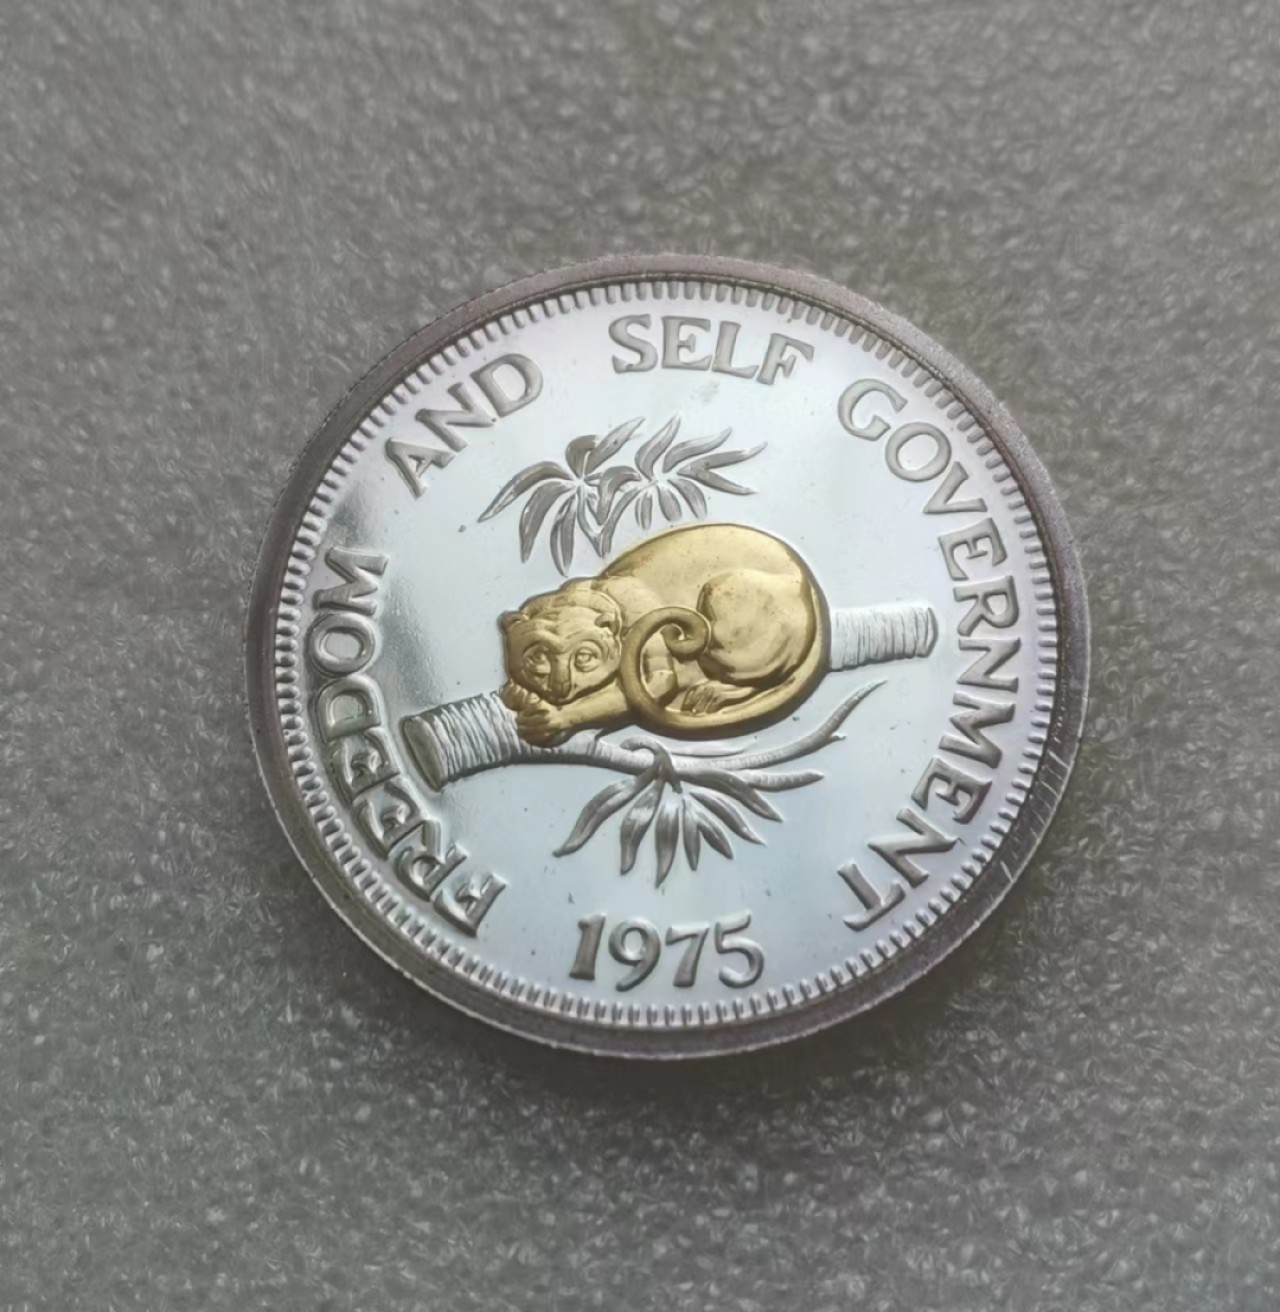 FREEDOM AND SELF GOVERNMENT
1975